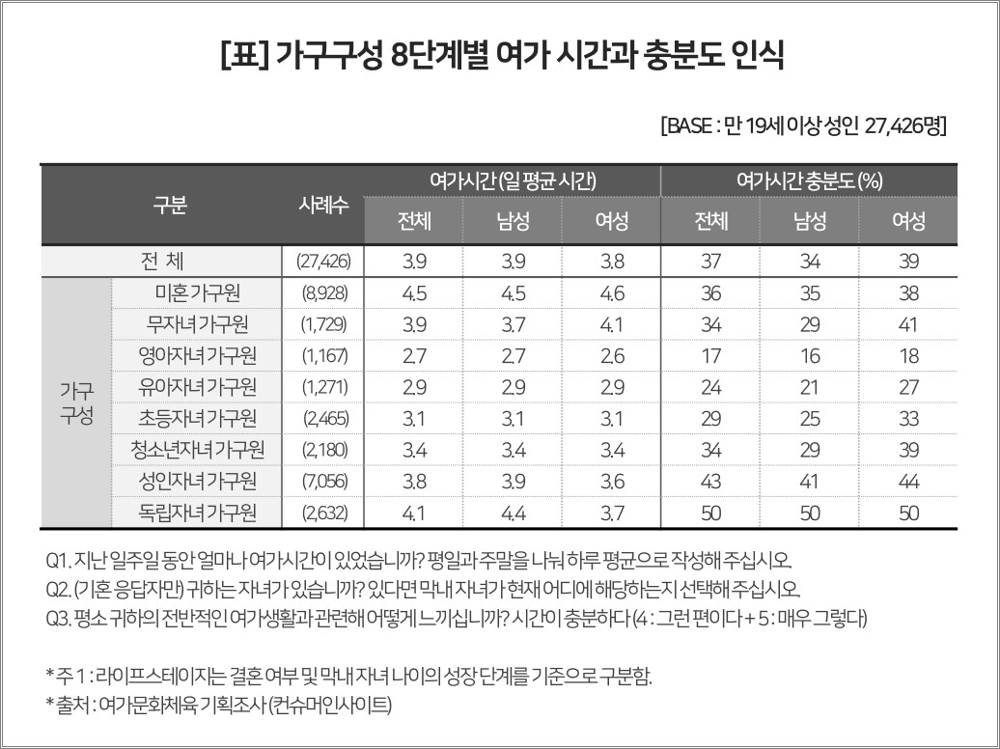 [표] 가구구성 8단계별 여가 시간과 충분도 인식
[BASE : 만 19세 이상 성인 27,426명]
구분 사례수 여가시간 (일 평균 시간) 여가시간 충분도 (%)
전체 남성 여성 전체 남성 여성
전 체 (27,426) 3.9 3.9 3.8 37 34 39
가구 구성
미혼 가구원 (8,928) 4.5 4.5 4.6 36 35 38
무자녀 가구원 (1,729) 3.9 3.7 4.1 34 29 41
영아자녀 가구원 (1,167) 2.7 2.7 2.6 17 16 18
유아자녀 가구원 (1,271) 2.9 2.9 2.9 24 21 27
초등자녀 가구원 (2,465) 3.1 3.1 3.1 29 25 33
청소년자녀 가구원 (2,180) 3.4 3.4 3.4 34 29 39
성인자녀 가구원 (7,056) 3.8 3.9 3.6 43 41 44
독립자녀 가구원 (2,632) 4.1 4.4 3.7 50 50 50
Q1. 지난 일주일 동안 얼마나 여가시간이 있었습니까? 평일과 주말을 나눠 하루 평균으로 작성해 주십시오.
Q2. (기혼 응답자만) 귀하는 자녀가 있습니까? 있다면 막내 자녀가 현재 어디에 해당하는지 선택해 주십시오.
Q3. 평소 귀하의 전반적인 여가생활과 관련해 어떻게 느끼십니까? 시간이 충분하다 (4 : 그런 편이다 + 5 : 매우 그렇다)
* 주 1 : 라이프스테이지는 결혼 여부 및 막내 자녀 나이의 성장 단계를 기준으로 구분함.
* 출처 : 여가문화체육 기획조사 (컨슈머인사이트)